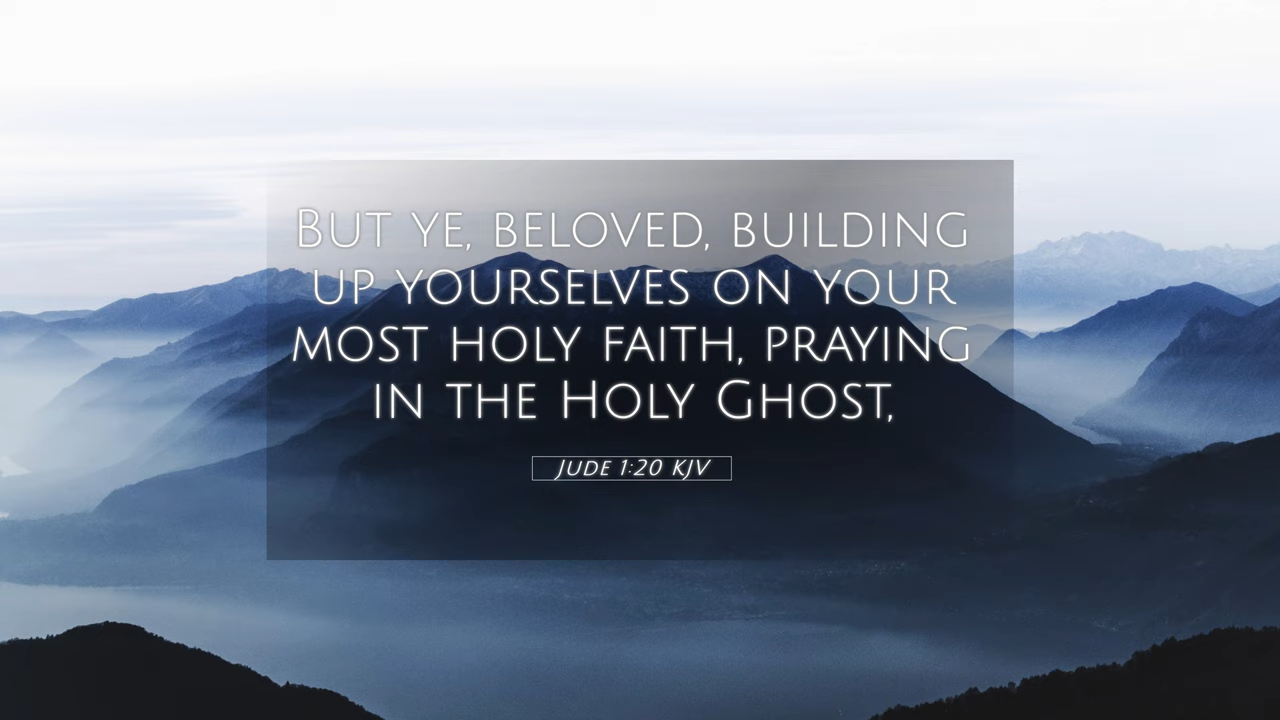 But ye, beloved, building
up yourselves on your
most holy faith, praying
in the Holy Ghost,
Jude 1:20 KJV